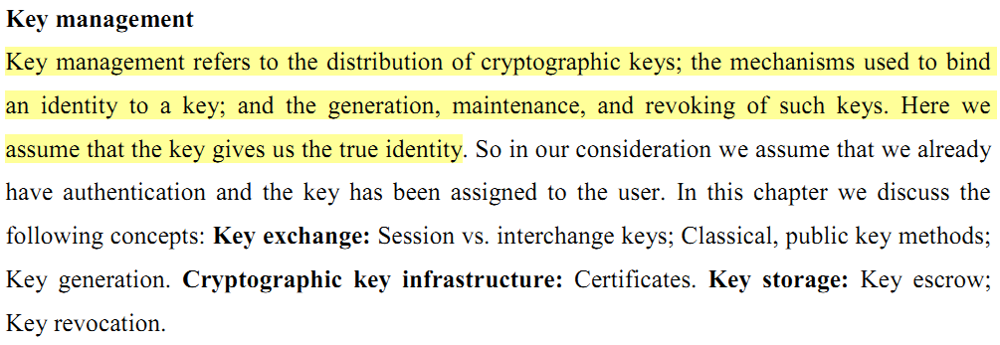 Key management
Key management refers to the distribution of cryptographic keys; the mechanisms used to bind
an identity to a key; and the generation, maintenance, and revoking of such keys. Here we
assume that the key gives us the true identity. So in our consideration we assume that we already
have authentication and the key has been assigned to the user. In this chapter we discuss the
following concepts: Key exchange: Session vs. interchange keys; Classical, public key methods;
Key generation. Cryptographic key infrastructure: Certificates. Key storage: Key escrow;
Key revocation.